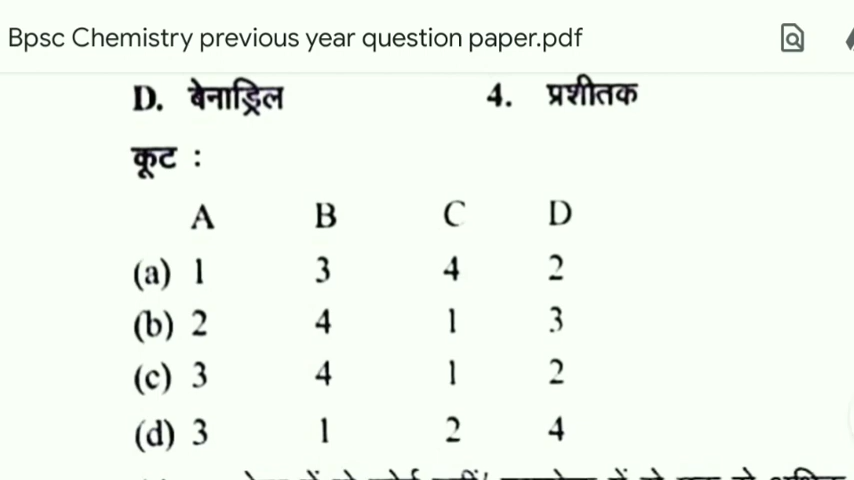 Bpsc Chemistry previous year question paper.pdf
D. बेनाड्रिल 4. प्रशीतक
कूट :
A B C D
(a) 1 3 4 2
(b) 2 4 1 3
(c) 3 4 1 2
(d) 3 1 2 4